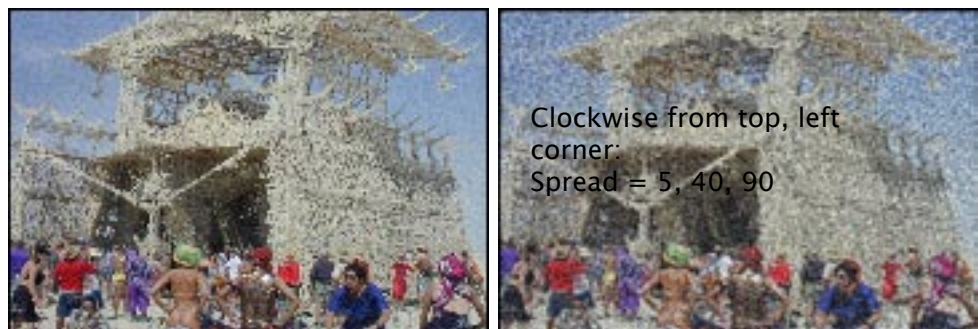 Clockwise from top, left
corner:
Spread = 5, 40, 90